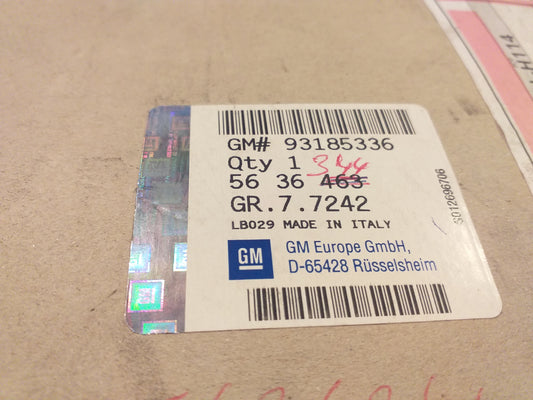 H114
GM# 93185336
Qty 1
344
56 36 463
GR.7.7242
LB029 MADE IN ITALY
GM
GM Europe GmbH,
D-65428 Rüsselsheim
S012696706